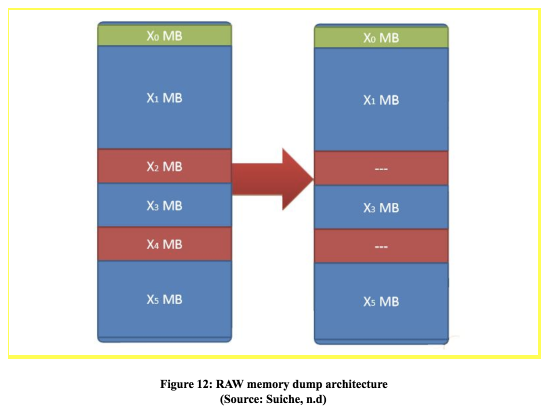 X₀ MB
X₁ MB
X₂ MB
X₃ MB
X₄ MB
X₅ MB
X₀ MB
X₁ MB
---
X₃ MB
---
X₅ MB
Figure 12: RAW memory dump architecture
(Source: Suiche, n.d)